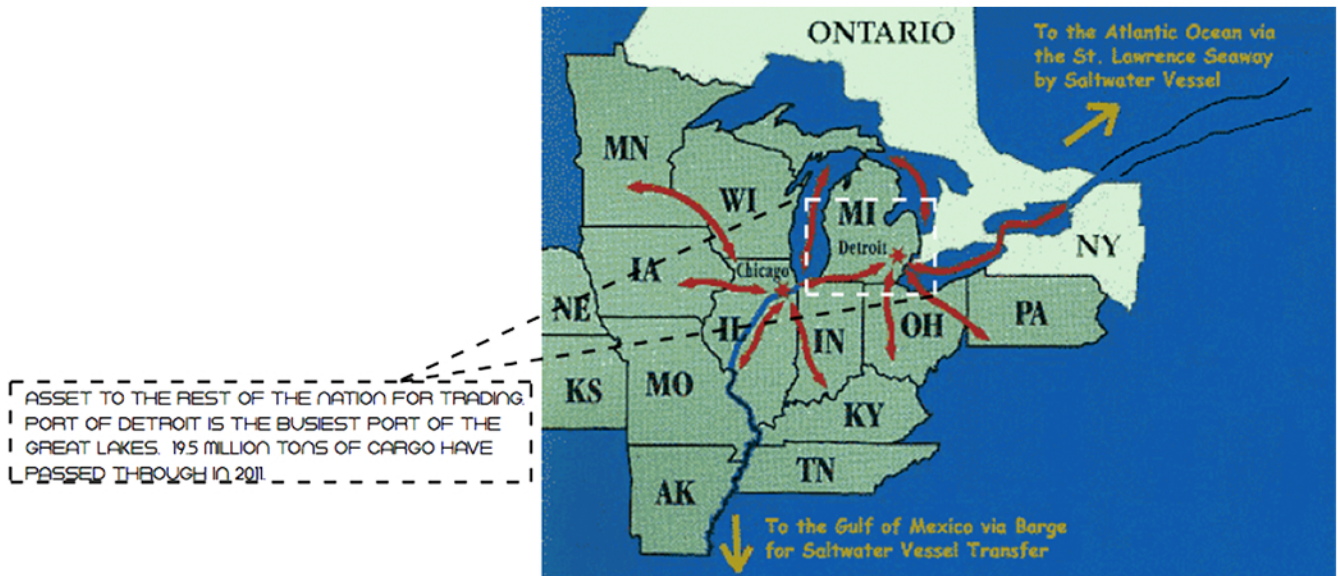 ONTARIO
To the Atlantic Ocean via
the St. Lawrence Seaway
by Saltwater Vessel
MN
WI
MI
Detroit
NY
IA
Chicago
NE
IL
IN
OH
PA
KS
MO
KY
TN
AK
ASSET TO THE REST OF THE NATION FOR TRADING.
PORT OF DETROIT IS THE BUSIEST PORT OF THE
GREAT LAKES. 19.5 MILLION TONS OF CARGO HAVE
PASSED THROUGH IN 2011.
To the Gulf of Mexico via Barge
for Saltwater Vessel Transfer